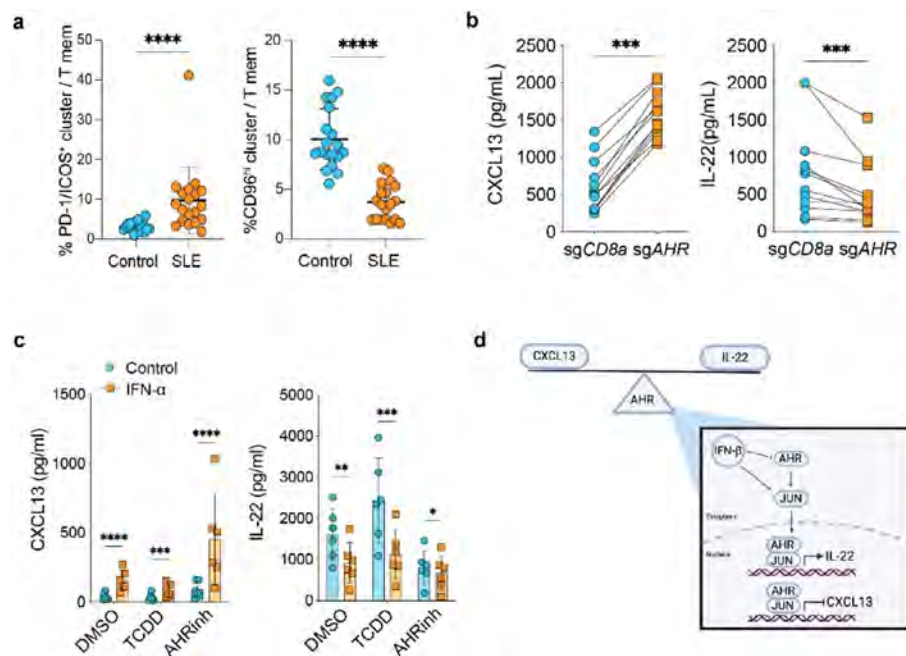 a
****
****
50
40
30
20
10
0
% PD-1/ICOS⁺ cluster / T mem
Control
SLE
20
15
10
5
0
%CD96ʰⁱ cluster / T mem
Control
SLE
b
***
***
2500
2000
1500
1000
500
0
CXCL13 (pg/mL)
sgCD8a sgAHR
2500
2000
1500
1000
500
0
IL-22(pg/mL)
sgCD8a sgAHR
c
Control
IFN-α
1500
1000
500
0
CXCL13 (pg/ml)
****
***
****
DMSO
TCDD
AHRinh
5000
4000
3000
2000
1000
0
IL-22 (pg/ml)
**
***
*
DMSO
TCDD
AHRinh
d
CXCL13
IL-22
AHR
IFN-β
AHR
JUN
Nucleus
AHR
JUN
IL-22
AHR
JUN
CXCL13